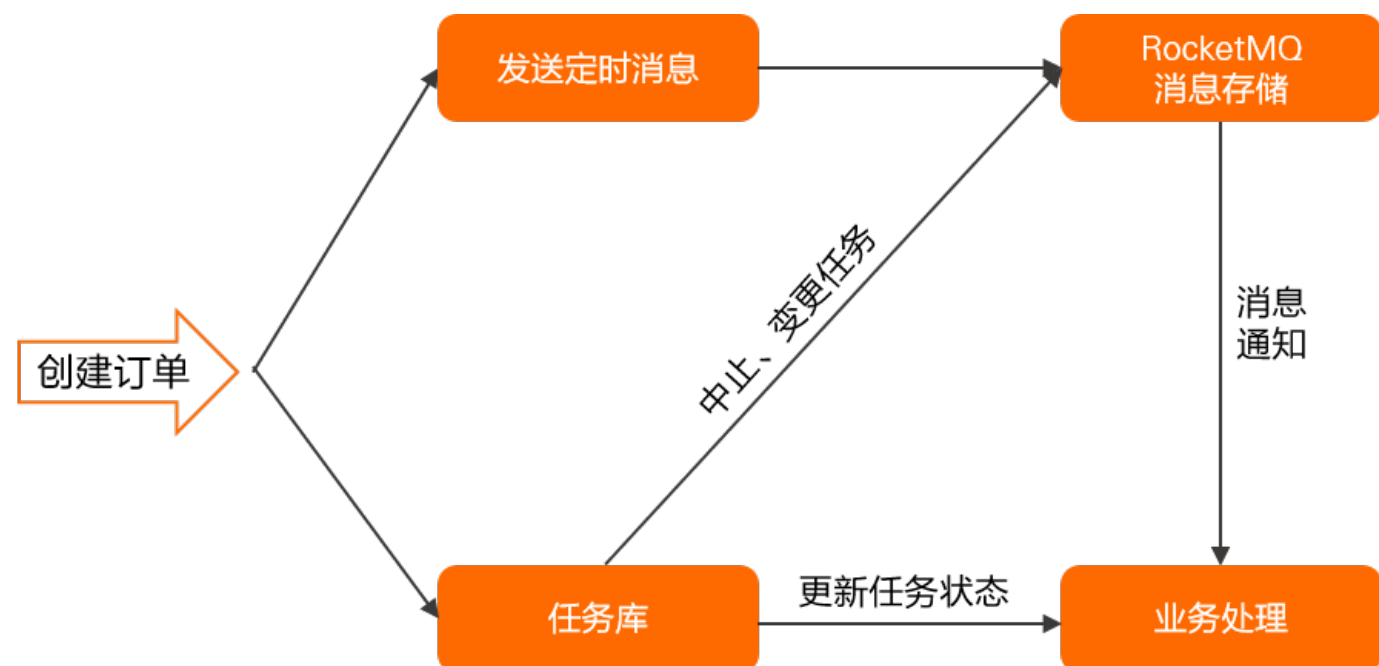 发送定时消息
RocketMQ
消息存储
中止、变更任务
消息
通知
创建订单
任务库
更新任务状态
业务处理